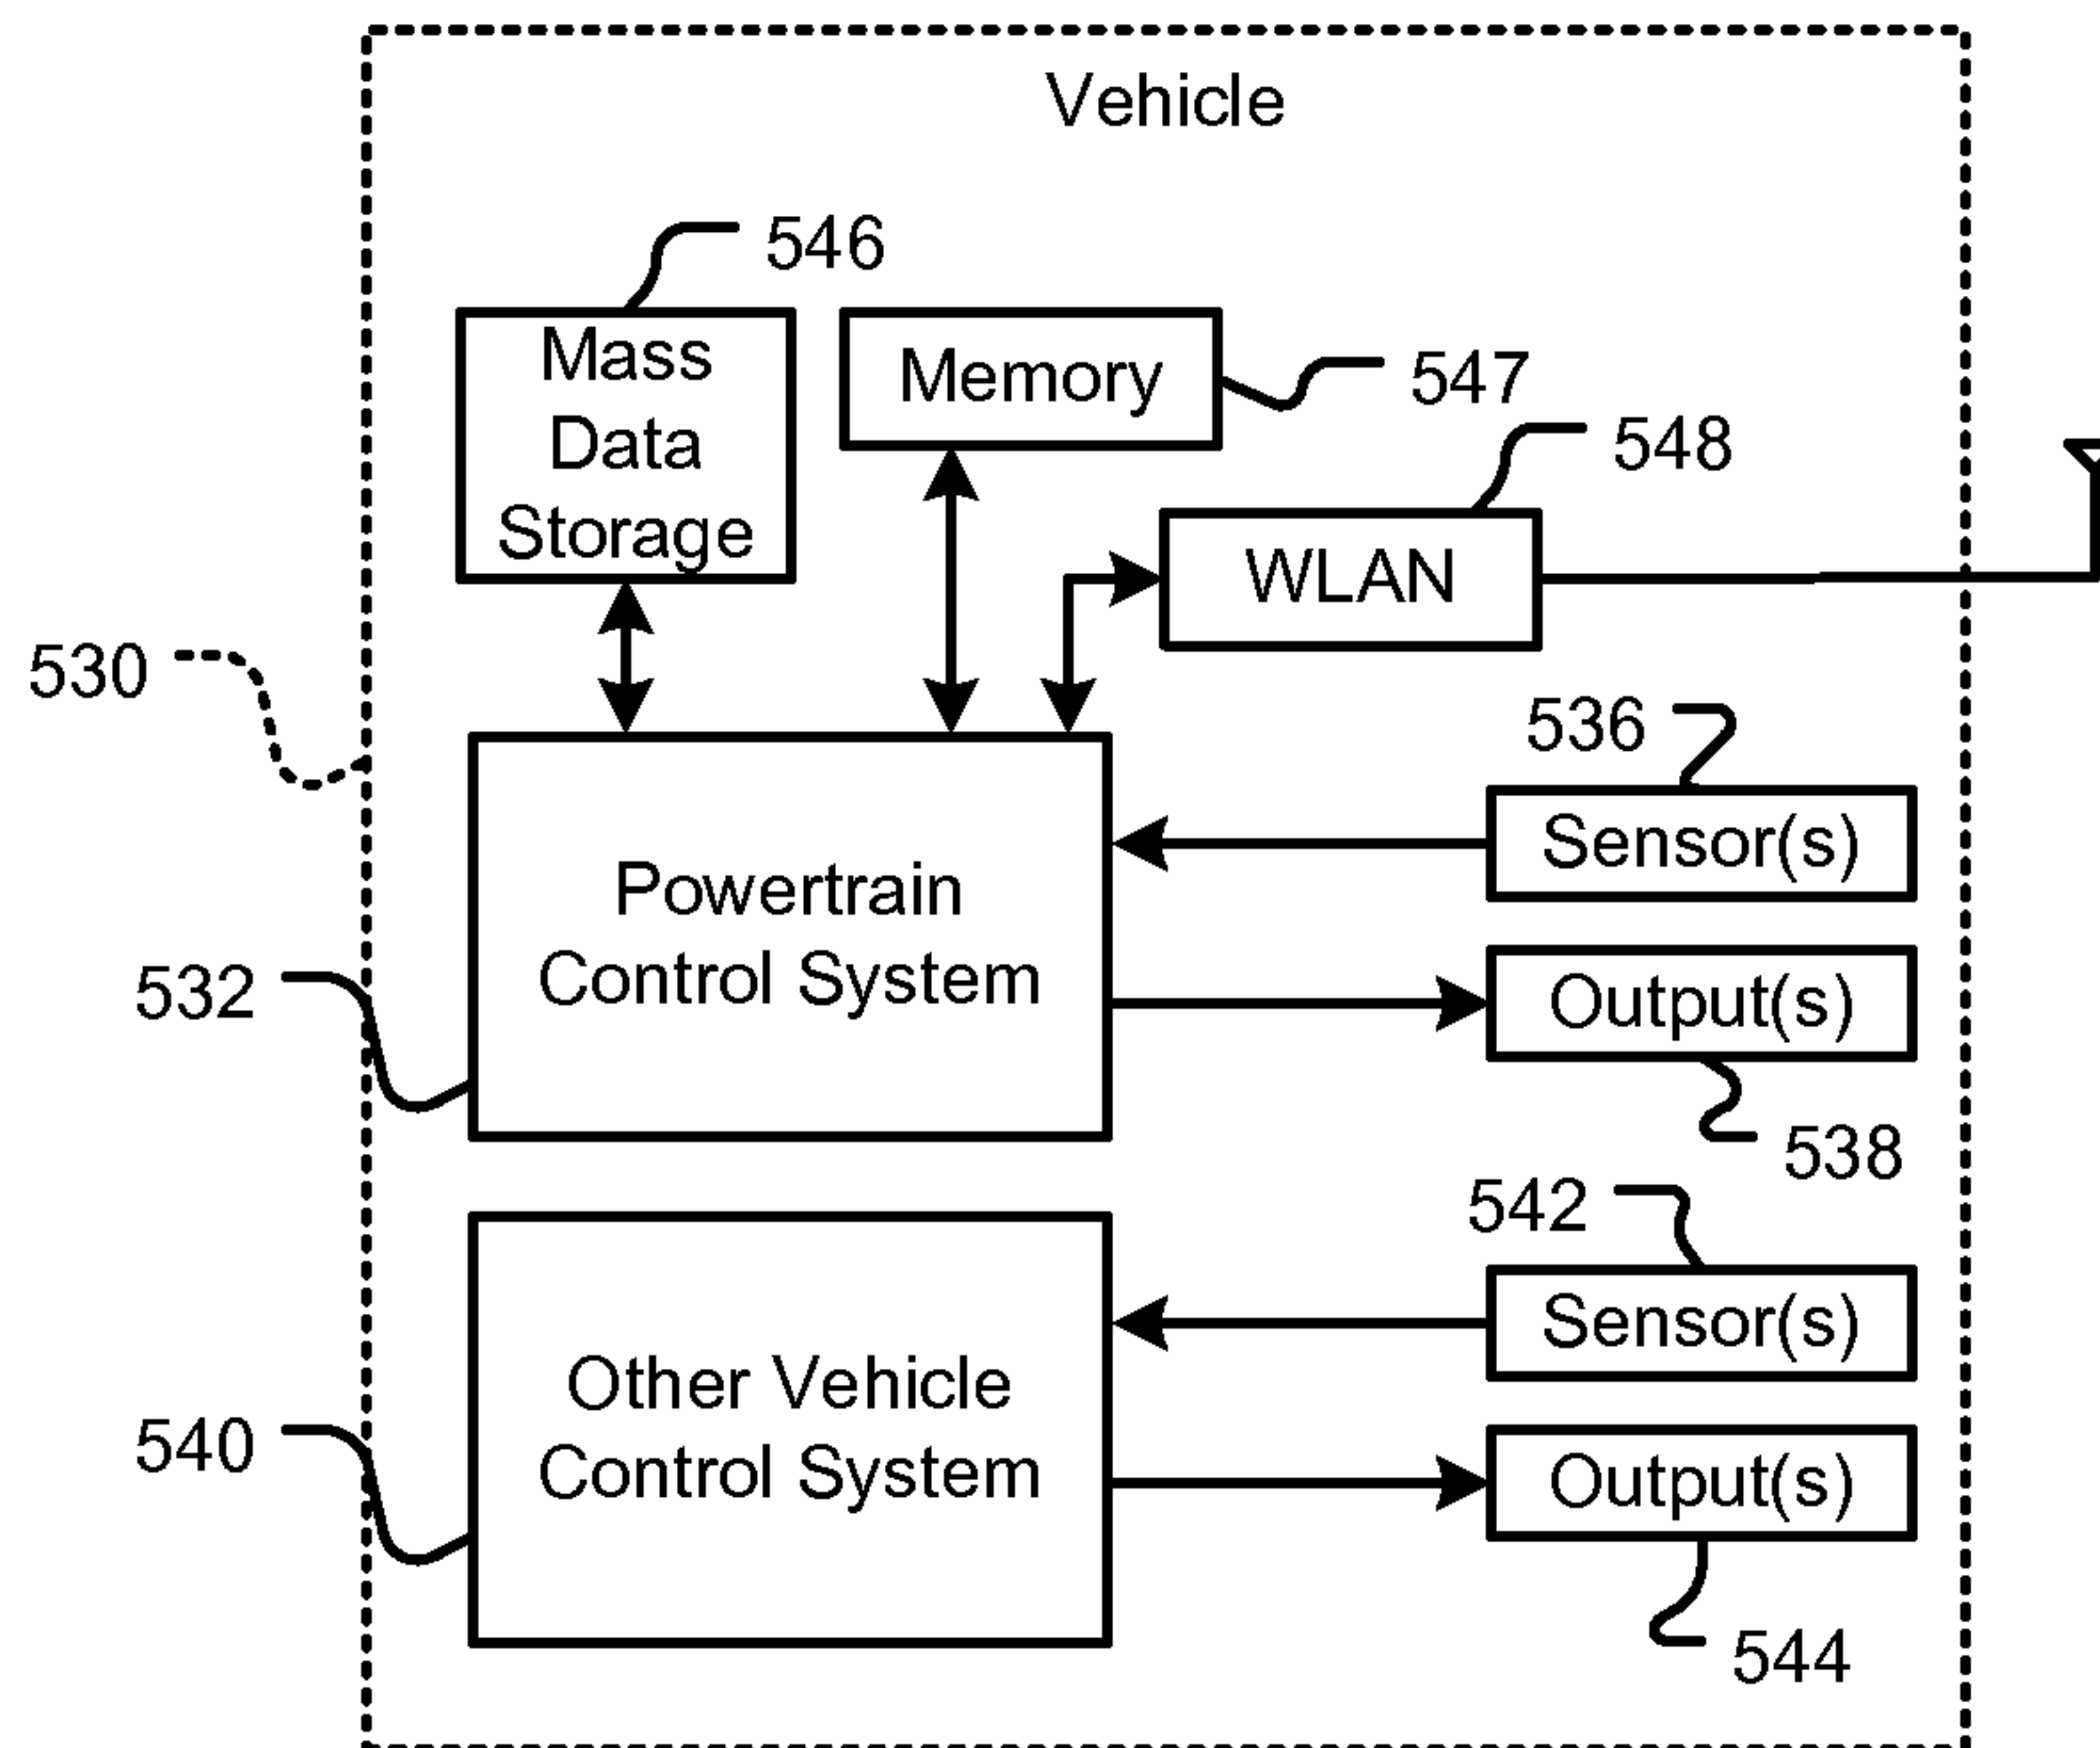 Vehicle
546
Mass
Data
Storage
Memory
547
548
WLAN
530
536
Sensor(s)
Powertrain
Control System
Output(s)
532
538
542
Sensor(s)
Other Vehicle
Control System
540
Output(s)
544